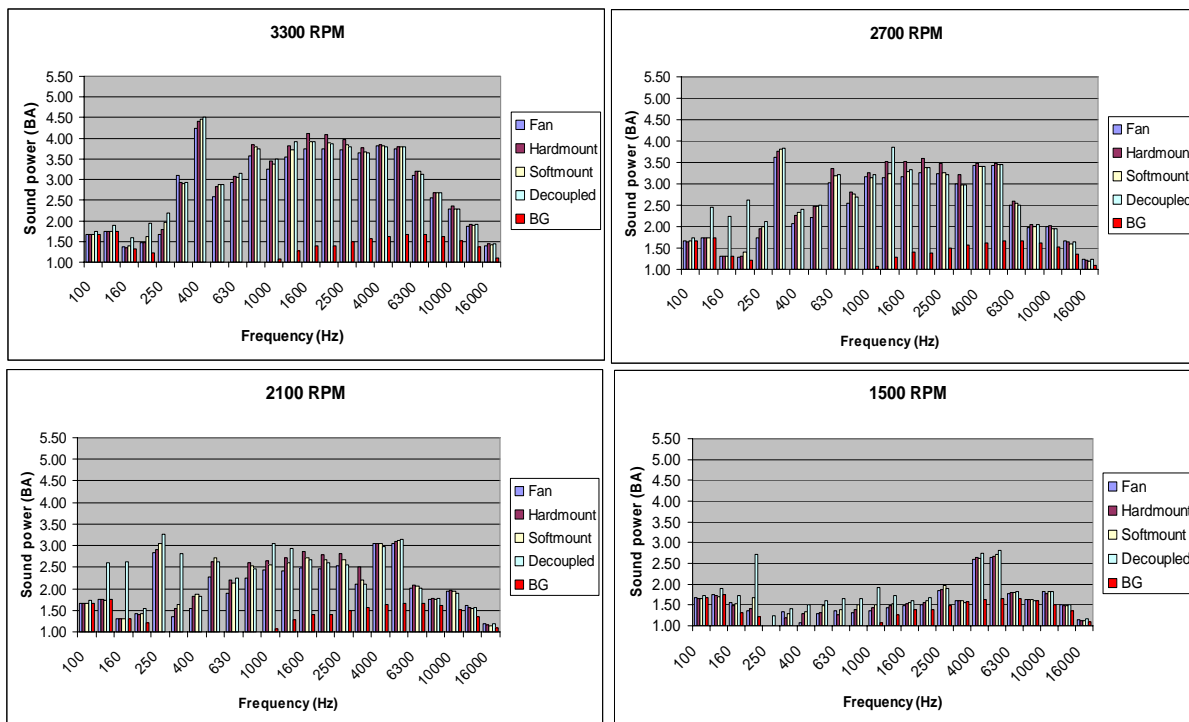 3300 RPM
Sound power (BA)
5.50
5.00
4.50
4.00
3.50
3.00
2.50
2.00
1.50
1.00
100
160
250
400
630
1000
1600
2500
4000
6300
10000
16000
Frequency (Hz)
Fan
Hardmount
Softmount
Decoupled
BG
2700 RPM
Sound power (BA)
5.50
5.00
4.50
4.00
3.50
3.00
2.50
2.00
1.50
1.00
100
160
250
400
630
1000
1600
2500
4000
6300
10000
16000
Frequency (Hz)
Fan
Hardmount
Softmount
Decoupled
BG
2100 RPM
Sound power (BA)
5.50
5.00
4.50
4.00
3.50
3.00
2.50
2.00
1.50
1.00
100
160
250
400
630
1000
1600
2500
4000
6300
10000
16000
Frequency (Hz)
Fan
Hardmount
Softmount
Decoupled
BG
1500 RPM
Sound power (BA)
5.50
5.00
4.50
4.00
3.50
3.00
2.50
2.00
1.50
1.00
100
160
250
400
630
1000
1600
2500
4000
6300
10000
16000
Frequency (Hz)
Fan
Hardmount
Softmount
Decoupled
BG